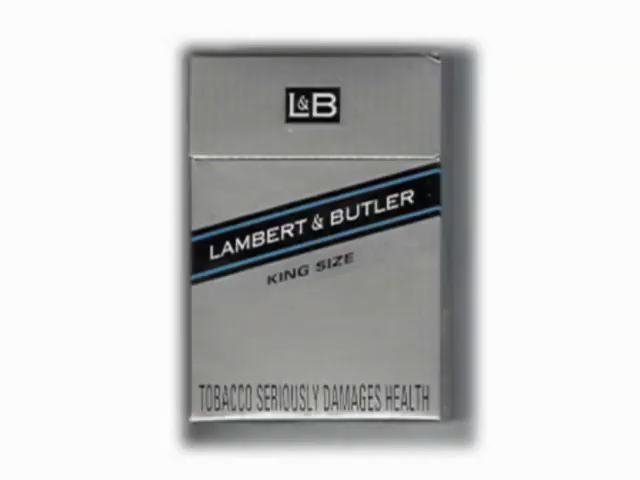 L&B
LAMBERT & BUTLER
KING SIZE
TOBACCO SERIOUSLY DAMAGES HEALTH